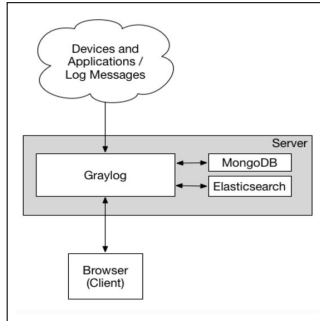 Devices and
Applications /
Log Messages
Server
Graylog
MongoDB
Elasticsearch
Browser
(Client)